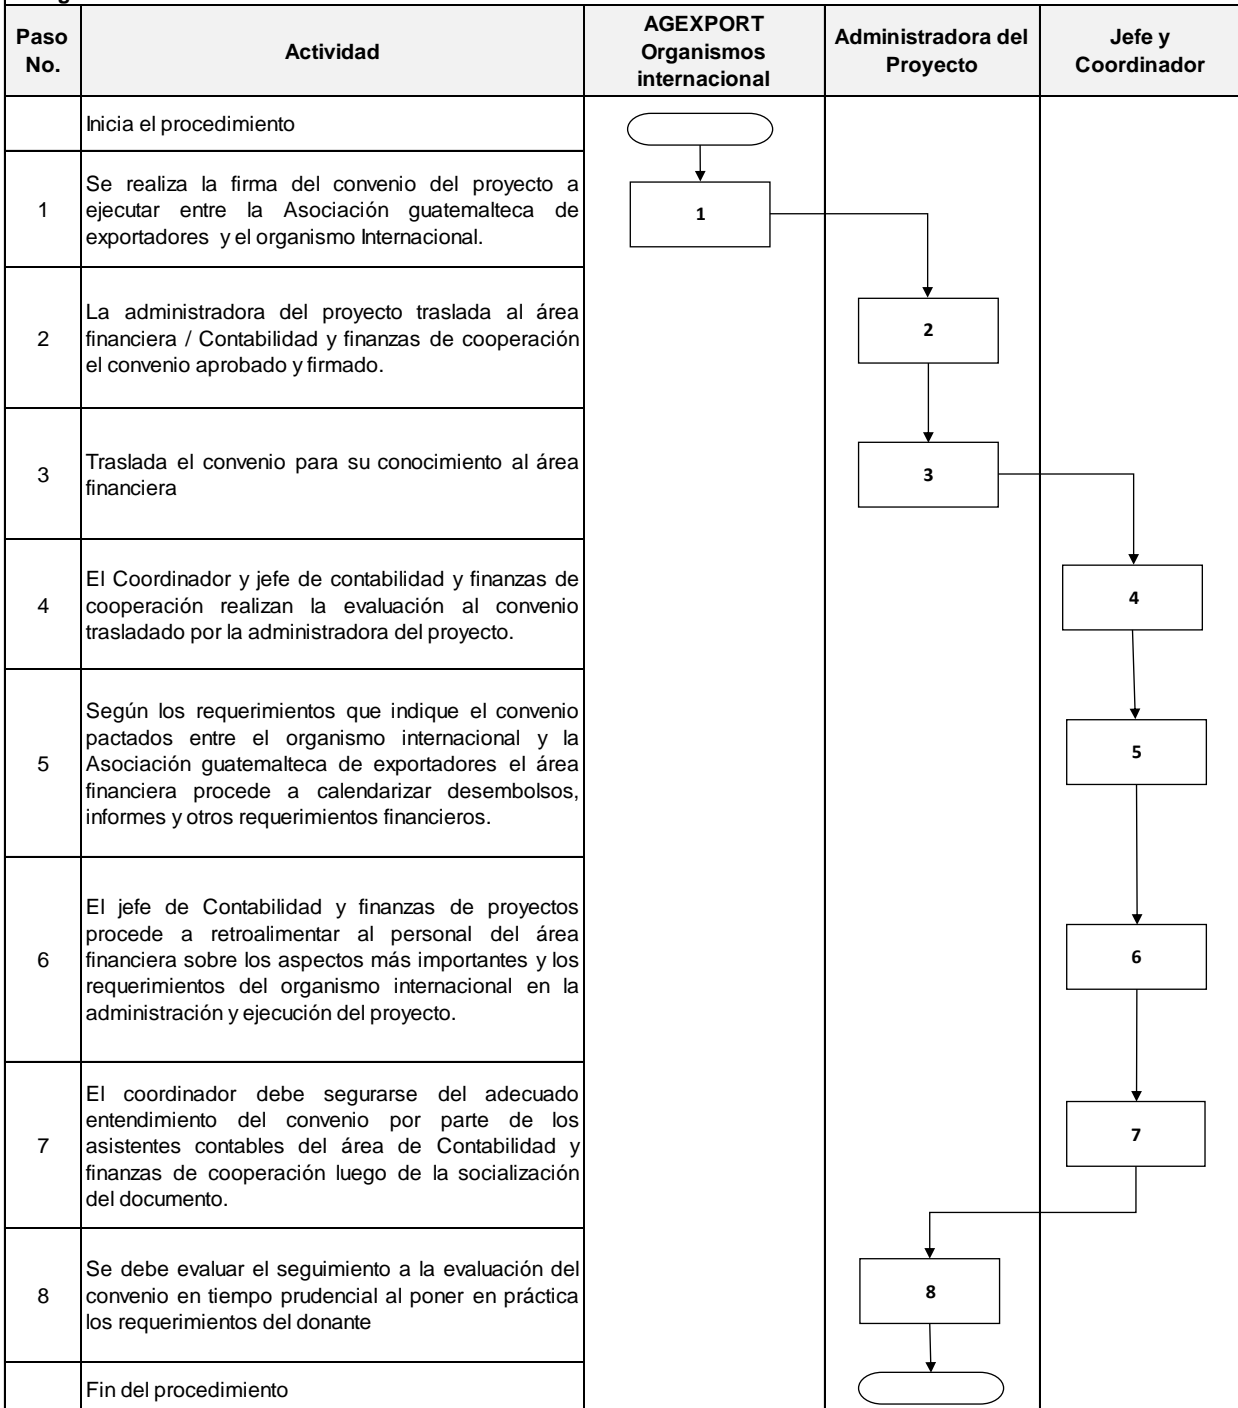 Paso
No.
Actividad
AGEXPORT
Organismos
internacional
Administradora del
Proyecto
Jefe y
Coordinador
Inicia el procedimiento
1
Se realiza la firma del convenio del proyecto a
ejecutar entre la Asociación guatemalteca de
exportadores y el organismo Internacional.
1
2
La administradora del proyecto traslada al área
financiera / Contabilidad y finanzas de cooperación
el convenio aprobado y firmado.
2
3
Traslada el convenio para su conocimiento al área
financiera
3
4
El Coordinador y jefe de contabilidad y finanzas de
cooperación realizan la evaluación al convenio
trasladado por la administradora del proyecto.
4
5
Según los requerimientos que indique el convenio
pactados entre el organismo internacional y la
Asociación guatemalteca de exportadores el área
financiera procede a calendarizar desembolsos,
informes y otros requerimientos financieros.
5
6
El jefe de Contabilidad y finanzas de proyectos
procede a retroalimentar al personal del área
financiera sobre los aspectos más importantes y los
requerimientos del organismo internacional en la
administración y ejecución del proyecto.
6
7
El coordinador debe segurarse del adecuado
entendimiento del convenio por parte de los
asistentes contables del área de Contabilidad y
finanzas de cooperación luego de la socialización
del documento.
7
8
Se debe evaluar el seguimiento a la evaluación del
convenio en tiempo prudencial al poner en práctica
los requerimientos del donante
8
Fin del procedimiento